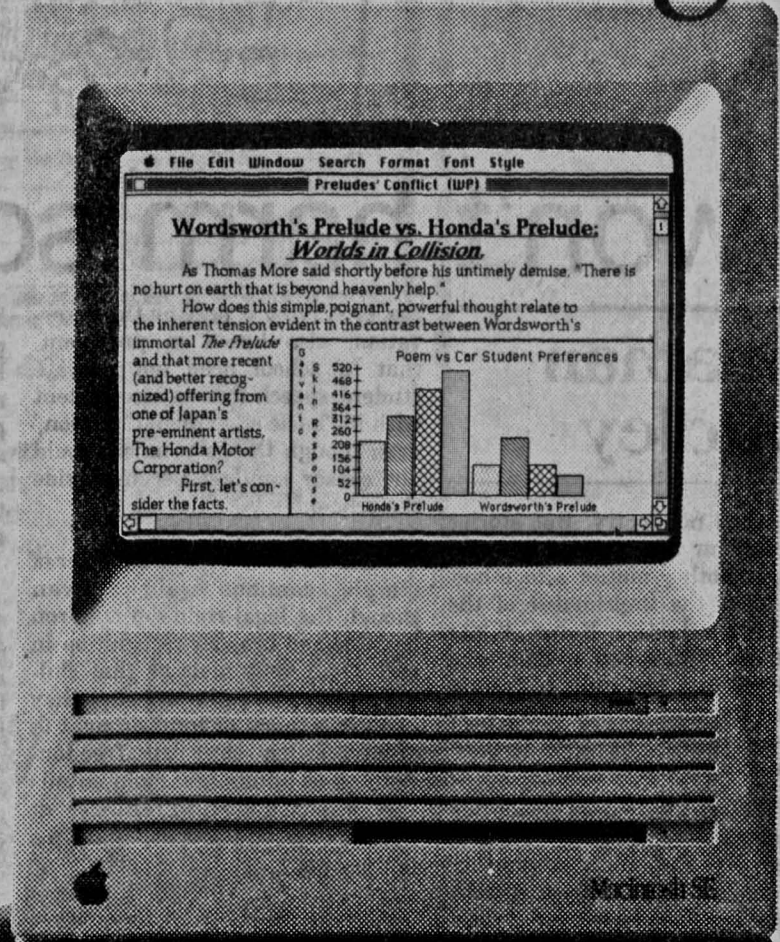 File Edit Window Search Format Font Style
Preludes' Conflict (WP)
Wordsworth's Prelude vs. Honda's Prelude:
Worlds in Collision.
As Thomas More said shortly before his untimely demise, "There is
no hurt on earth that is beyond heavenly help."
How does this simple, poignant, powerful thought relate to
the inherent tension evident in the contrast between Wordsworth's
immortal The Prelude
and that more recent
(and better recog-
nized) offering from
one of Japan's
pre-eminent artists,
The Honda Motor
Corporation?
First, let's con-
sider the facts.
Poem vs Car Student Preferences
Galvanic
Skin Response
520
468
416
364
312
260
208
156
104
52
0
Honda's Prelude Wordsworth's Prelude
Macintosh SE